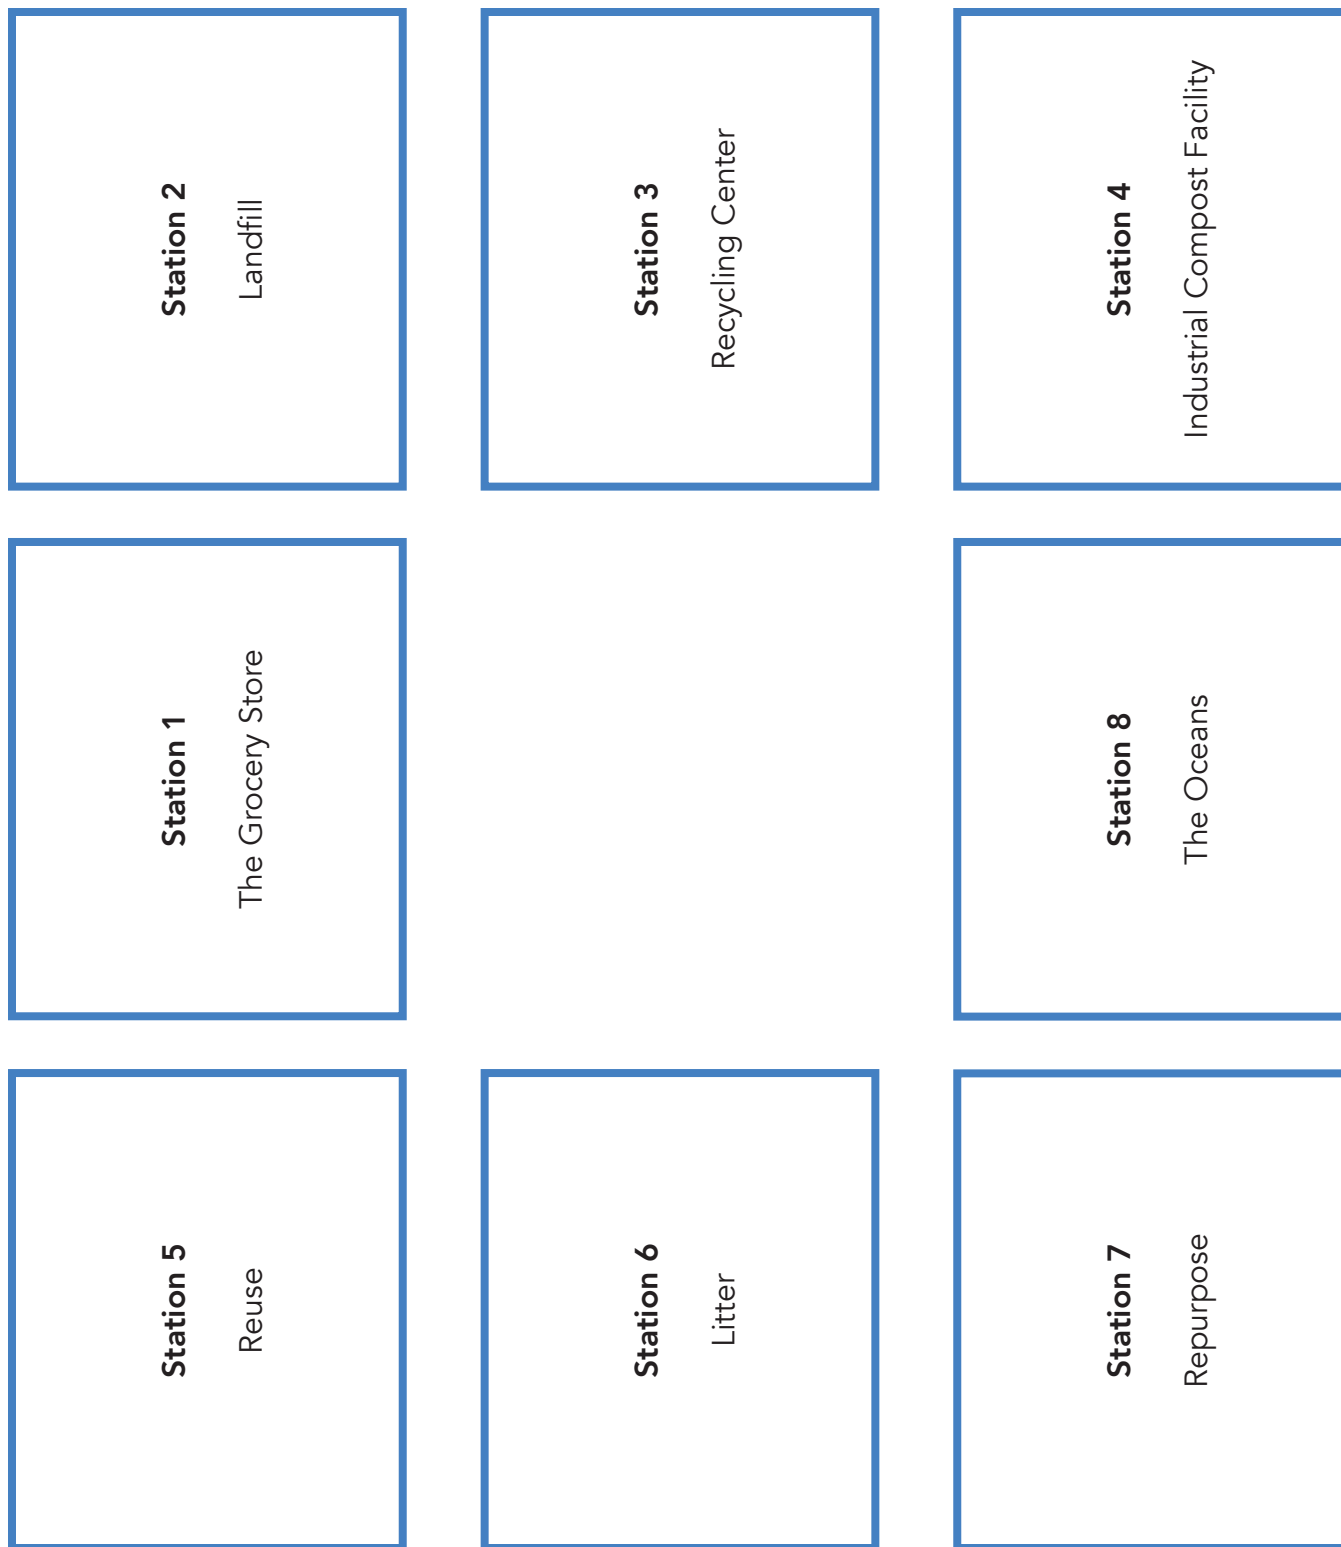 Station 2
Landfill
Station 3
Recycling Center
Station 4
Industrial Compost Facility
Station 1
The Grocery Store
Station 8
The Oceans
Station 5
Reuse
Station 6
Litter
Station 7
Repurpose